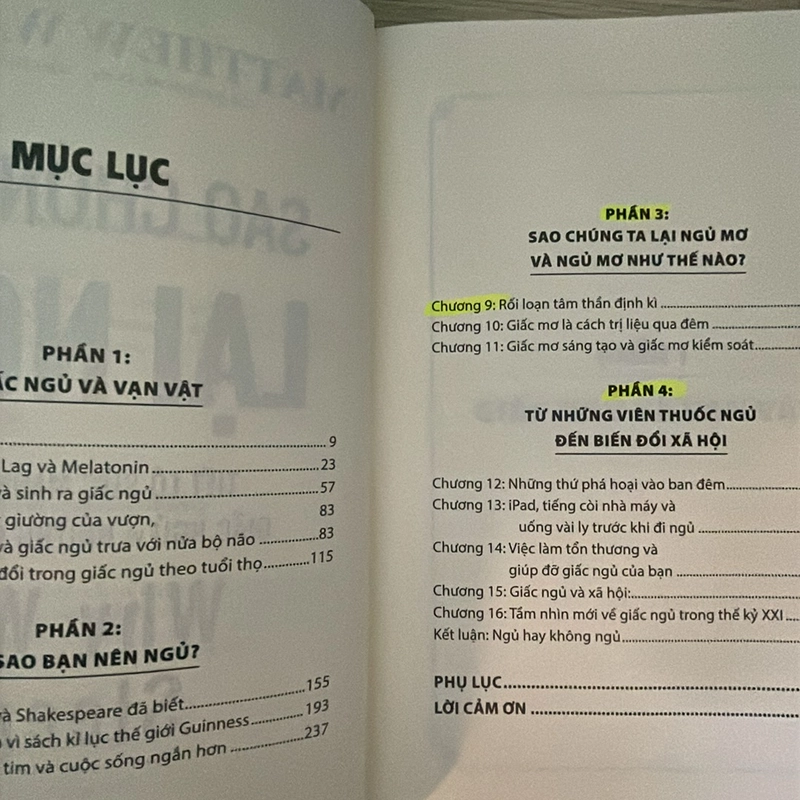 MỤC LỤC
PHẦN 1:
ẤC NGỦ VÀ VẠN VẬT
........ 9
Lag và Melatonin ........ 23
và sinh ra giấc ngủ ........ 57
giường của vượn, 83
và giấc ngủ trưa với nửa bộ não ........ 83
đổi trong giấc ngủ theo tuổi thọ ........ 115
PHẦN 2:
SAO BẠN NÊN NGỦ?
và Shakespeare đã biết ........ 155
vì sách kỉ lục thế giới Guinness ........ 193
tim và cuộc sống ngắn hơn ........ 237
PHẦN 3:
SAO CHÚNG TA LẠI NGỦ MƠ
VÀ NGỦ MƠ NHƯ THẾ NÀO?
Chương 9: Rối loạn tâm thần định kì ........
Chương 10: Giấc mơ là cách trị liệu qua đêm ........
Chương 11: Giấc mơ sáng tạo và giấc mơ kiểm soát ........
PHẦN 4:
TỪ NHỮNG VIÊN THUỐC NGỦ
ĐẾN BIẾN ĐỔI XÃ HỘI
Chương 12: Những thứ phá hoại vào ban đêm ........
Chương 13: iPad, tiếng còi nhà máy và
uống vài ly trước khi đi ngủ ........
Chương 14: Việc làm tổn thương và
giúp đỡ giấc ngủ của bạn ........
Chương 15: Giấc ngủ và xã hội: ........
Chương 16: Tầm nhìn mới về giấc ngủ trong thế kỷ XXI ....
Kết luận: Ngủ hay không ngủ ........
PHỤ LỤC ........
LỜI CẢM ƠN ........